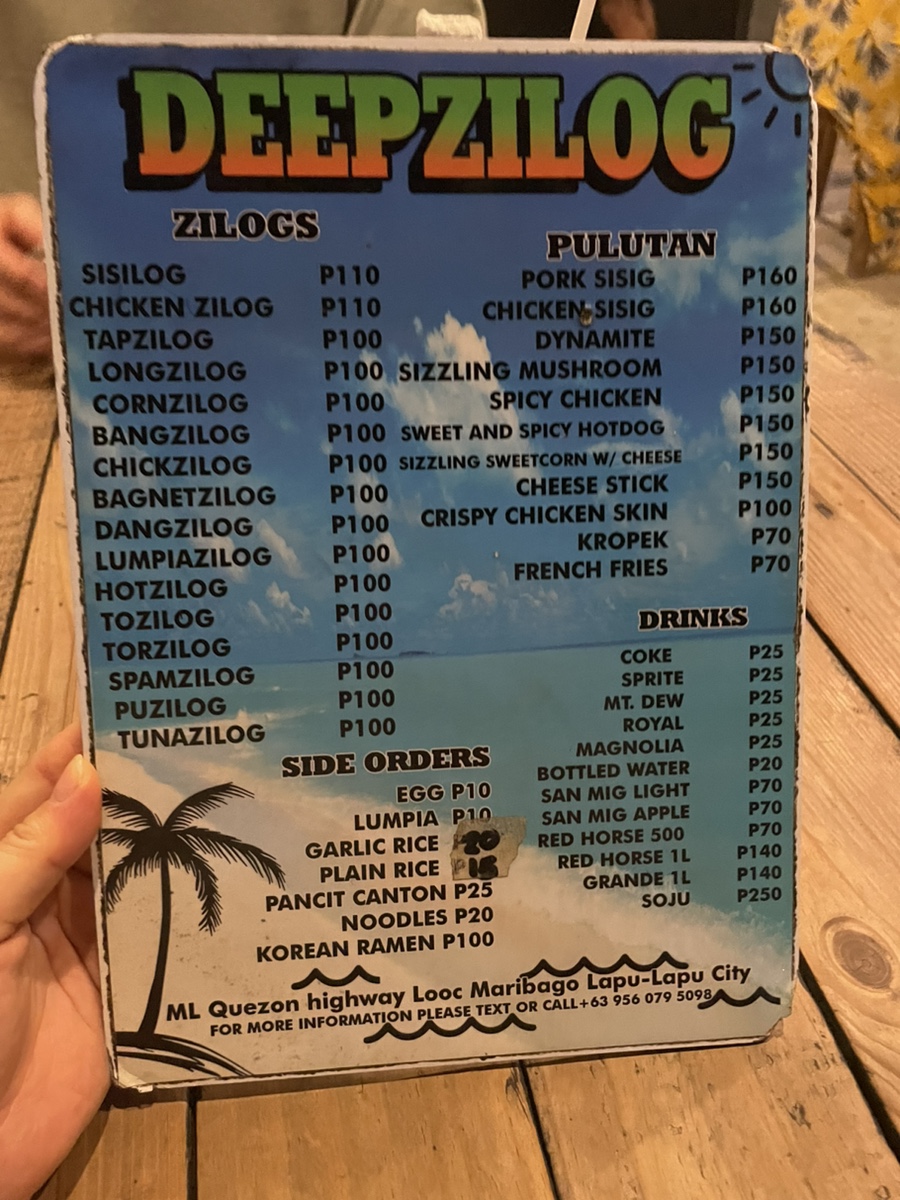 DEEPZILOG
ZILOGS
SISILOG P110
CHICKEN ZILOG P110
TAPZILOG P100
LONGZILOG P100
CORNZILOG P100
BANGZILOG P100
CHICKZILOG P100
BAGNETZILOG P100
DANGZILOG P100
LUMPIAZILOG P100
HOTZILOG P100
TOZILOG P100
TORZILOG P100
SPAMZILOG P100
PUZILOG P100
TUNAZILOG P100
PULUTAN
PORK SISIG P160
CHICKEN SISIG P160
DYNAMITE P150
SIZZLING MUSHROOM P150
SPICY CHICKEN P150
SWEET AND SPICY HOTDOG P150
SIZZLING SWEETCORN W/ CHEESE P150
CHEESE STICK P150
CRISPY CHICKEN SKIN P100
KROPEK P70
FRENCH FRIES P70
SIDE ORDERS
EGG P10
LUMPIA P10
GARLIC RICE 20
PLAIN RICE P15
PANCIT CANTON P25
NOODLES P20
KOREAN RAMEN P100
DRINKS
COKE P25
SPRITE P25
MT. DEW P25
ROYAL P25
MAGNOLIA P25
BOTTLED WATER P20
SAN MIG LIGHT P70
SAN MIG APPLE P70
RED HORSE 500 P70
RED HORSE 1L P140
GRANDE 1L P140
SOJU P250
ML Quezon highway Looc Maribago Lapu-Lapu City
FOR MORE INFORMATION PLEASE TEXT OR CALL+63 956 079 5098